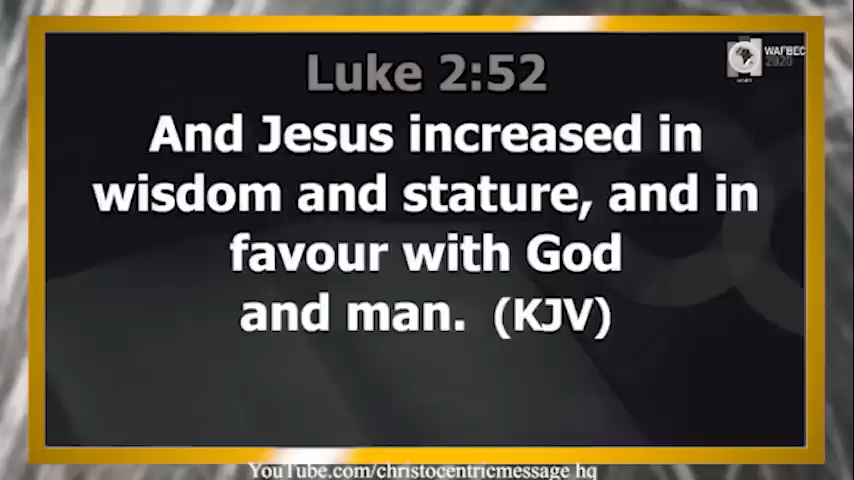 WAFBEC
2020
Luke 2:52
And Jesus increased in
wisdom and stature, and in
favour with God
and man. (KJV)
YouTube.com/christocentricmessage hq